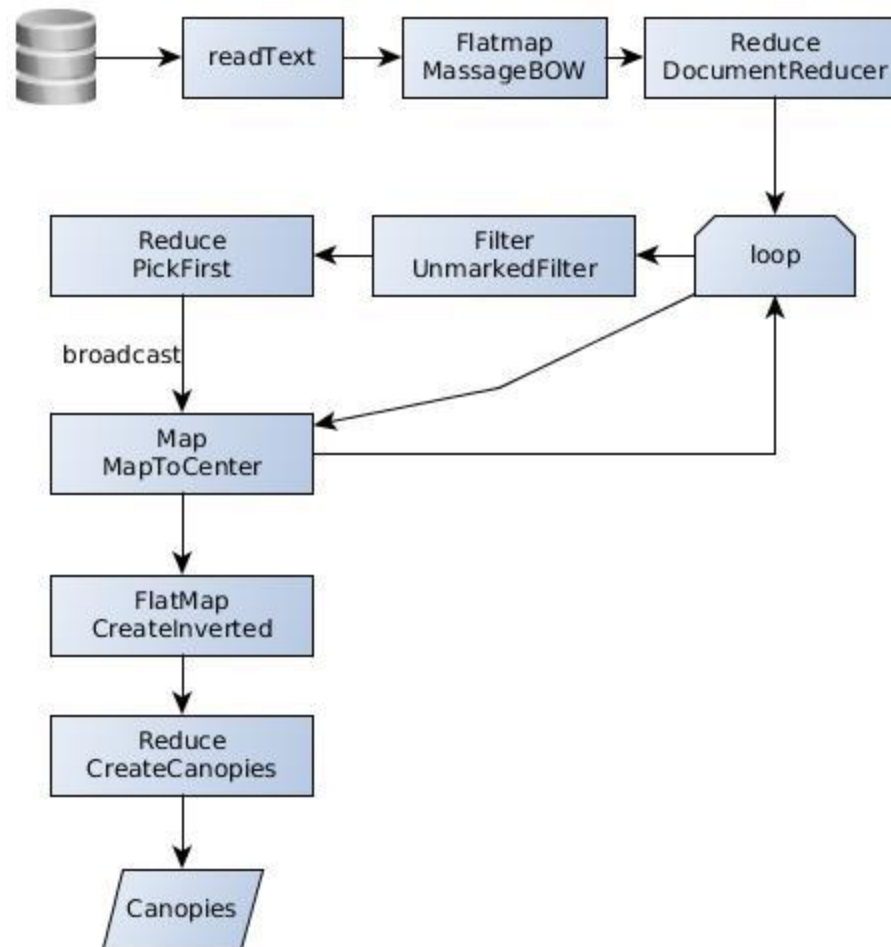 readText
Flatmap
MassageBOW
Reduce
DocumentReducer
Reduce
PickFirst
Filter
UnmarkedFilter
loop
broadcast
Map
MapToCenter
FlatMap
CreateInverted
Reduce
CreateCanopies
Canopies